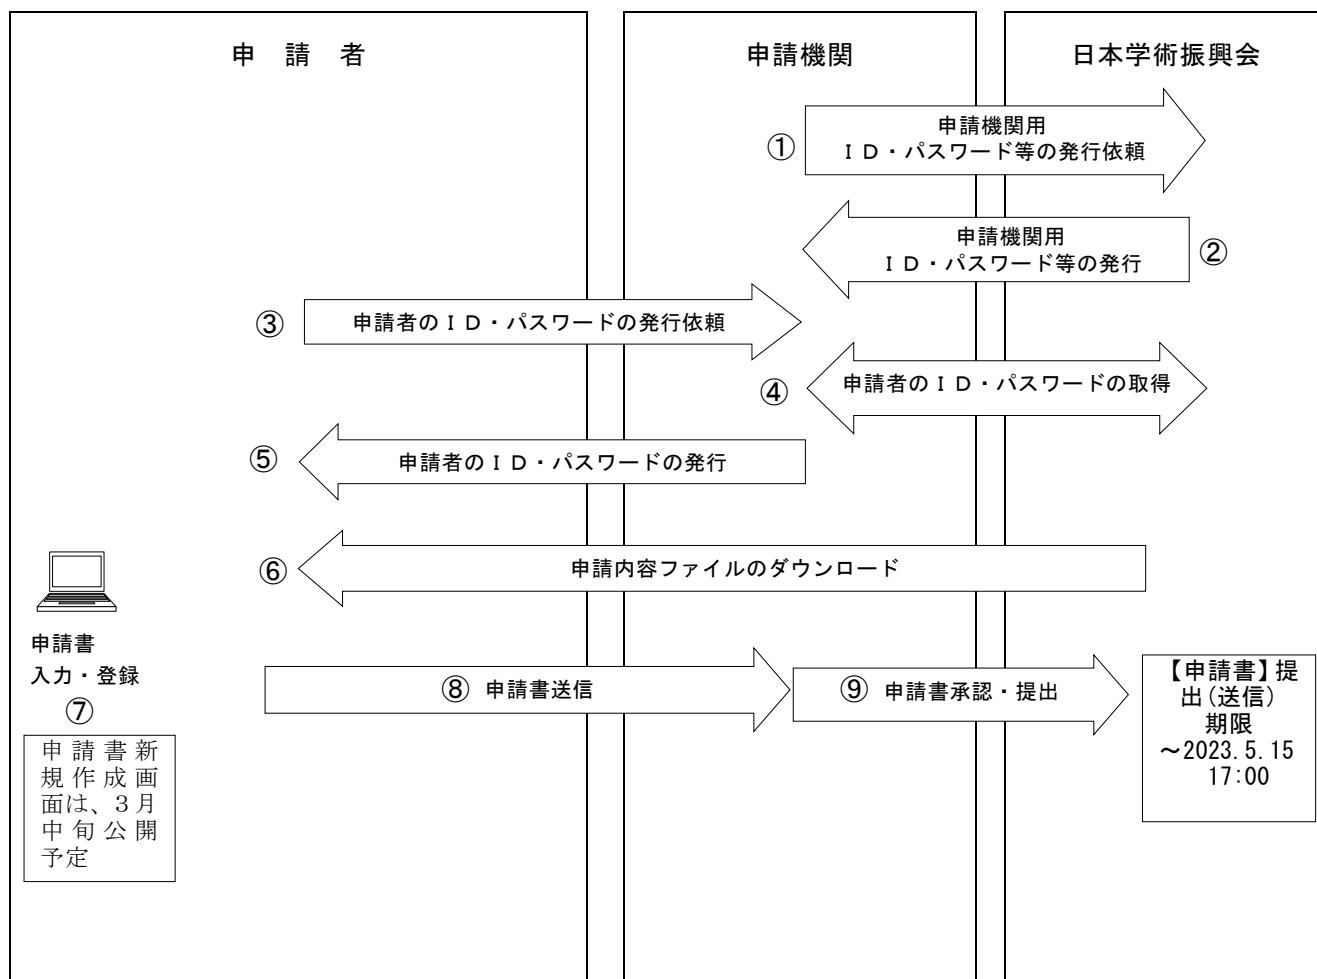 申 請 者
申請機関
日本学術振興会
①
申請機関用
ＩＤ・パスワード等の発行依頼
申請機関用
ＩＤ・パスワード等の発行
②
③
申請者のＩＤ・パスワードの発行依頼
④
申請者のＩＤ・パスワードの取得
⑤
申請者のＩＤ・パスワードの発行
⑥
申請内容ファイルのダウンロード
申請書
入力・登録
⑦
申請書新
規作成画
面は、３月
中旬公開
予定
⑧ 申請書送信
⑨ 申請書承認・提出
【申請書】提
出(送信)
期限
～2023.5.15
17:00